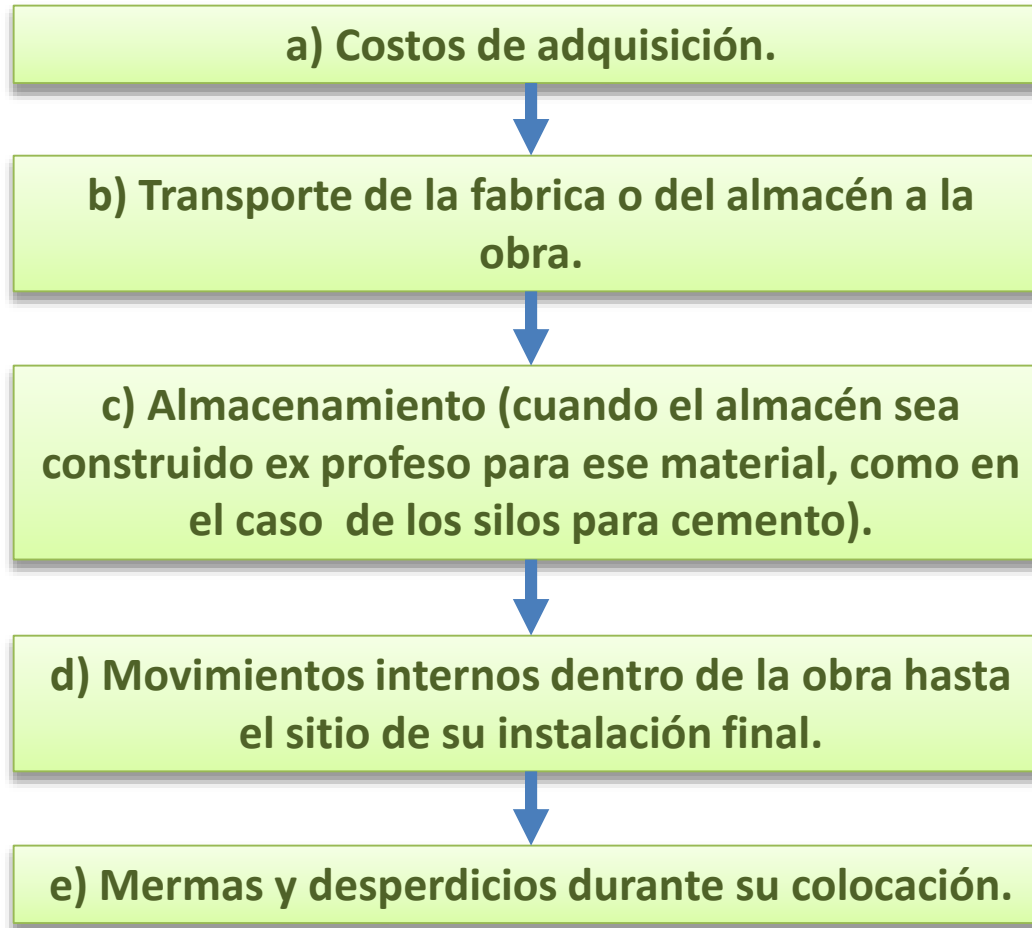 a) Costos de adquisición.
b) Transporte de la fabrica o del almacén a la
obra.
c) Almacenamiento (cuando el almacén sea
construido ex profeso para ese material, como en
el caso de los silos para cemento).
d) Movimientos internos dentro de la obra hasta
el sitio de su instalación final.
e) Mermas y desperdicios durante su colocación.